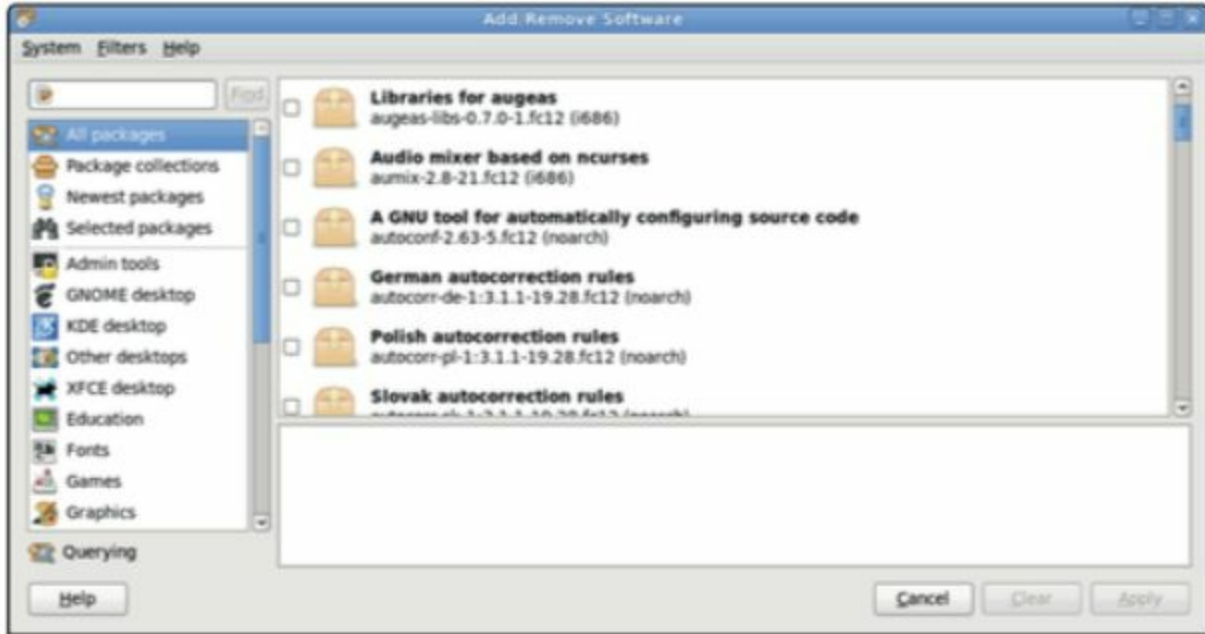 Add/Remove Software
System Filters Help
Find
All packages
Package collections
Newest packages
Selected packages
Admin tools
GNOME desktop
KDE desktop
Other desktops
XFCE desktop
Education
Fonts
Games
Graphics
Libraries for augeas
augeas-libs-0.7.0-1.fc12 (i686)
Audio mixer based on ncurses
aumix-2.8-21.fc12 (i686)
A GNU tool for automatically configuring source code
autoconf-2.63-5.fc12 (noarch)
German autocorrection rules
autocorr-de-1:3.1.1-19.28.fc12 (noarch)
Polish autocorrection rules
autocorr-pl-1:3.1.1-19.28.fc12 (noarch)
Slovak autocorrection rules
Querying
Help
Cancel Clear Apply